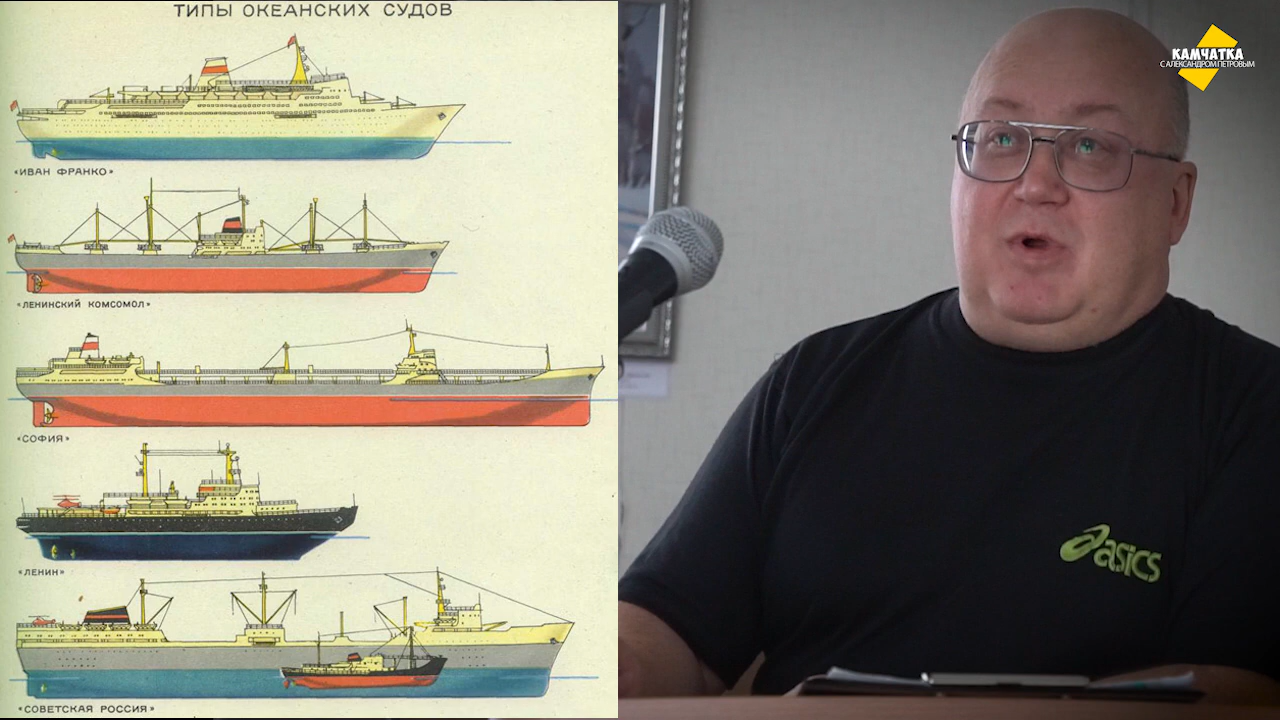 ТИПЫ ОКЕАНСКИХ СУДОВ
«ИВАН ФРАНКО»
«ЛЕНИНСКИЙ КОМСОМОЛ»
«СОФИЯ»
«ЛЕНИН»
«СОВЕТСКАЯ РОССИЯ»
КАМЧАТКА
С АЛЕКСАНДРОМ ПЕТРОВЫМ
asics